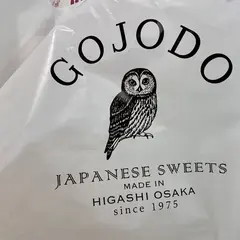 GOJODO
JAPANESE SWEETS
MADE IN
HIGASHI OSAKA
since 1975